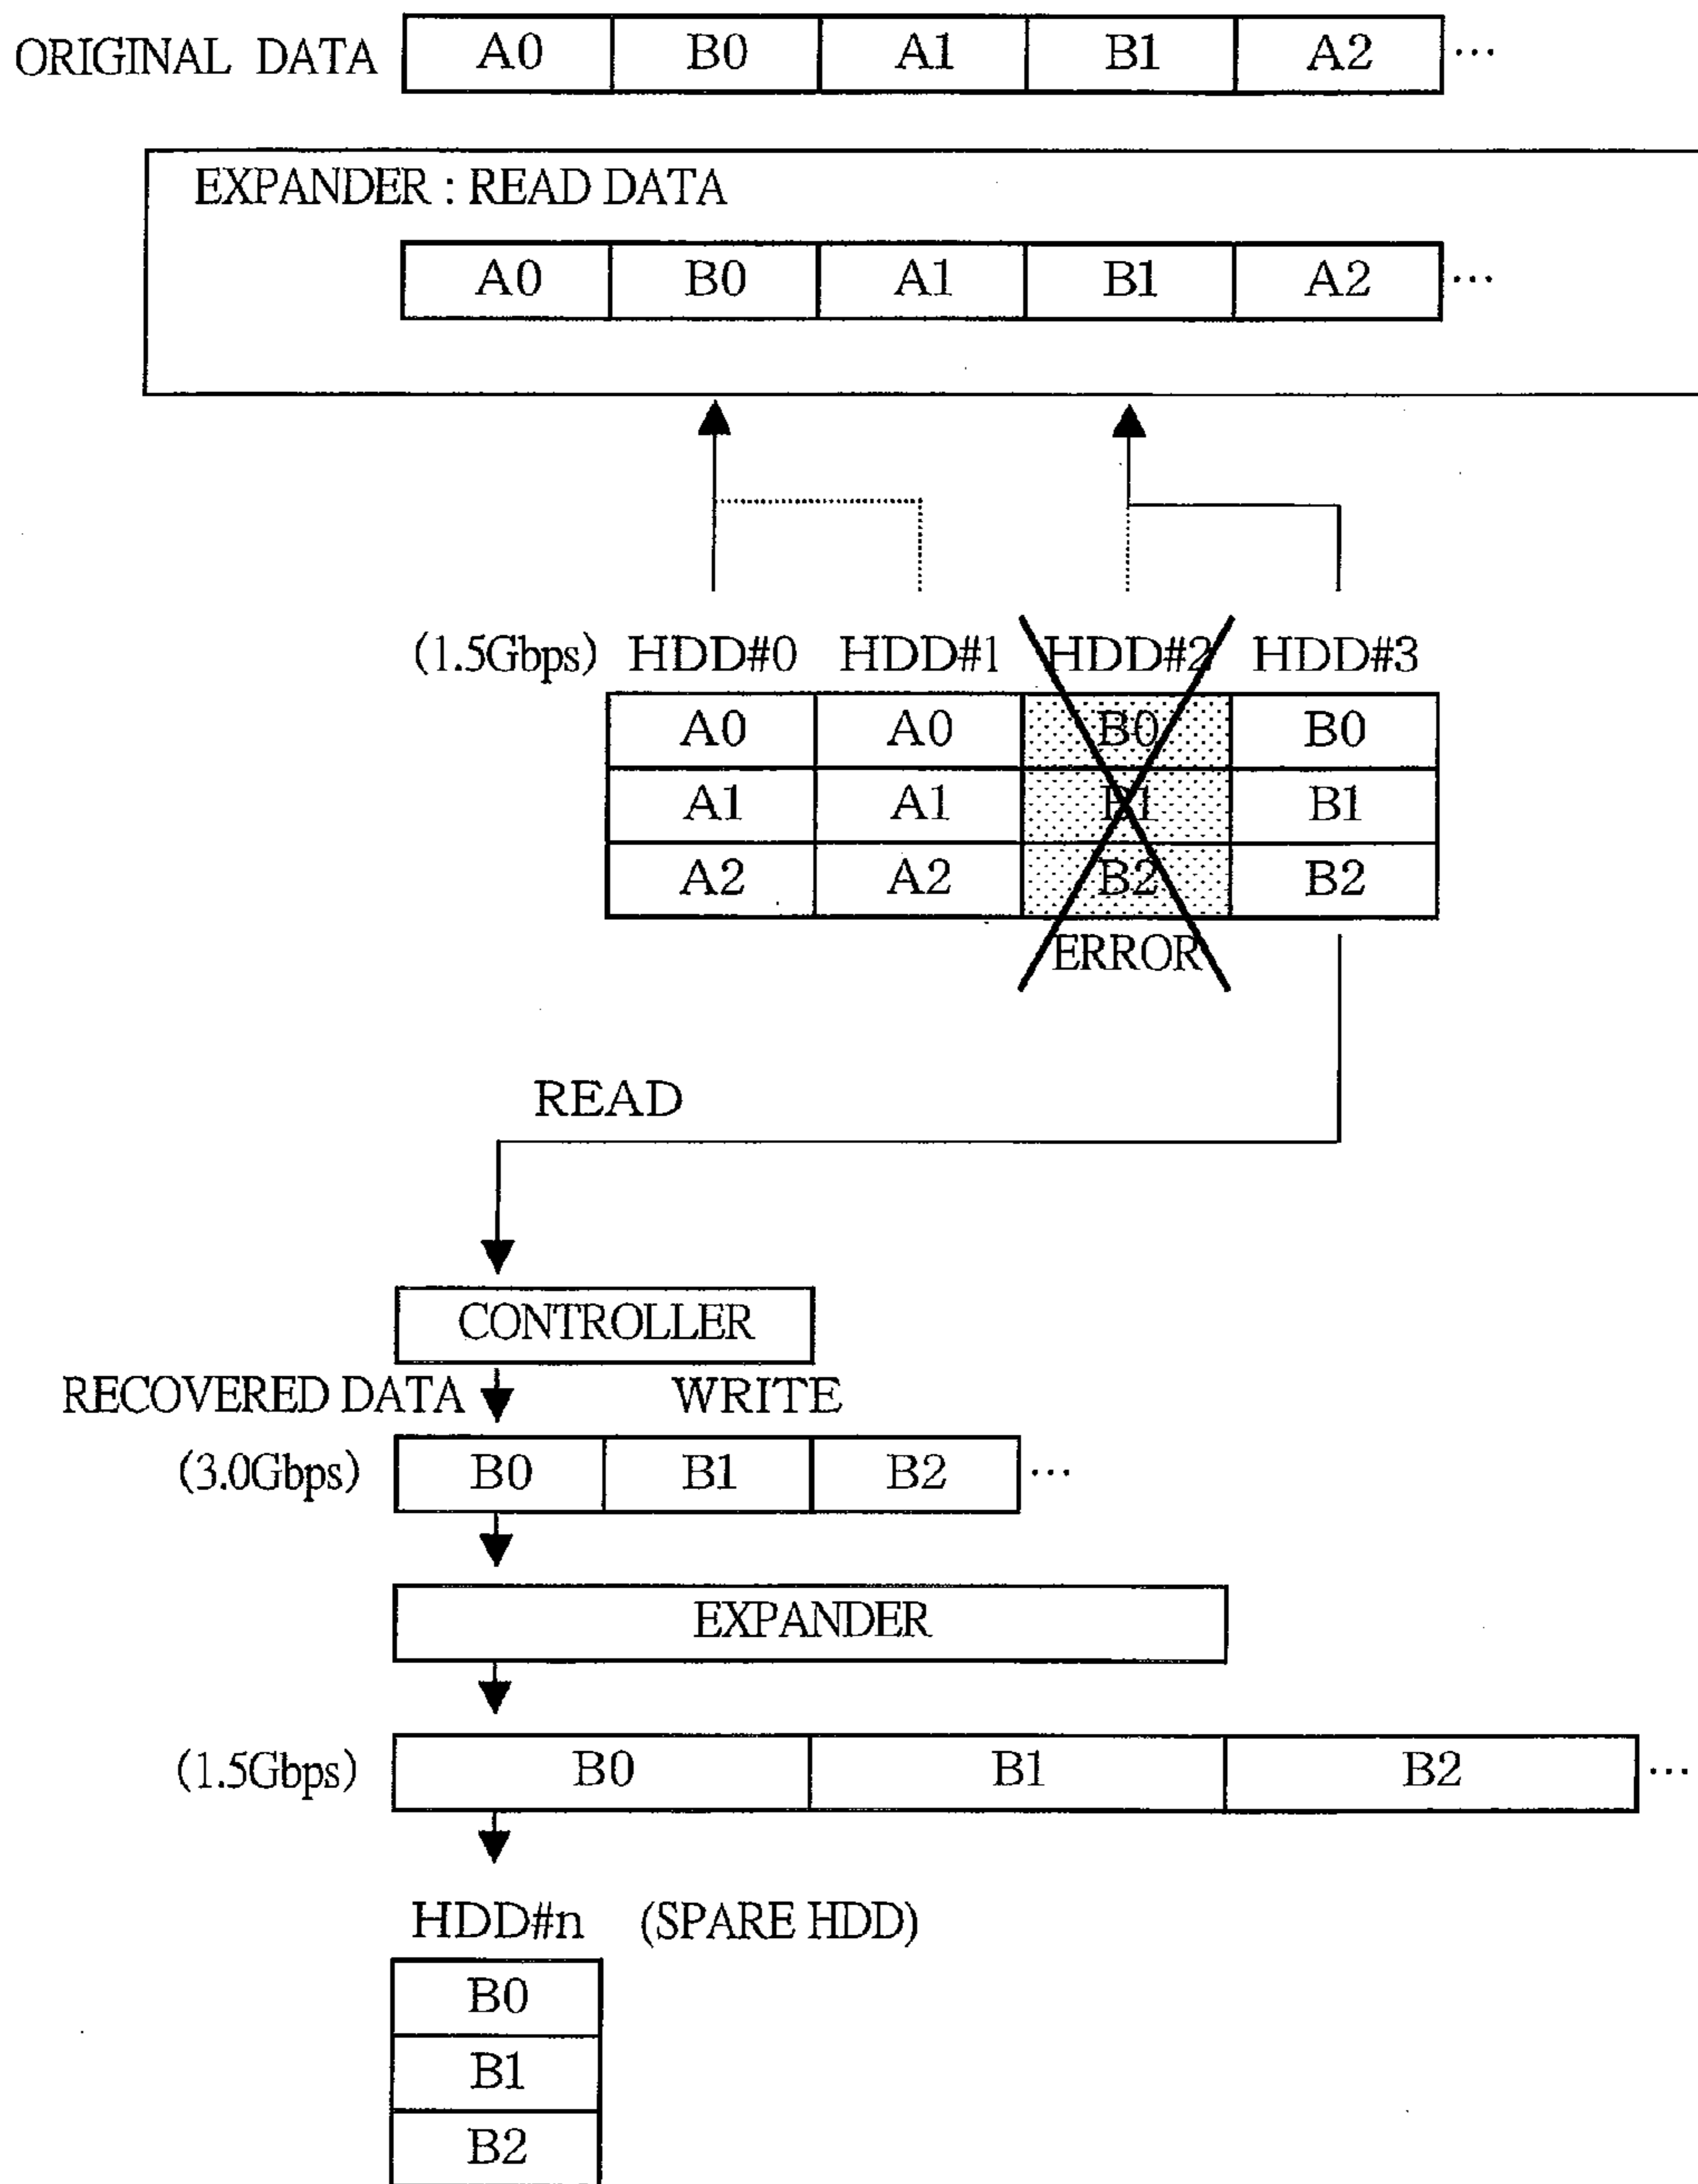 ORIGINAL DATA A0 B0 A1 B1 A2 ...
EXPANDER : READ DATA
A0 B0 A1 B1 A2 ...
(1.5Gbps) HDD#0 HDD#1 HDD#2 HDD#3
A0 A0 B0 B0
A1 A1 B1 B1
A2 A2 B2 B2
ERROR
READ
CONTROLLER
RECOVERED DATA WRITE
(3.0Gbps) B0 B1 B2 ...
EXPANDER
(1.5Gbps) B0 B1 B2 ...
HDD#n (SPARE HDD)
B0
B1
B2